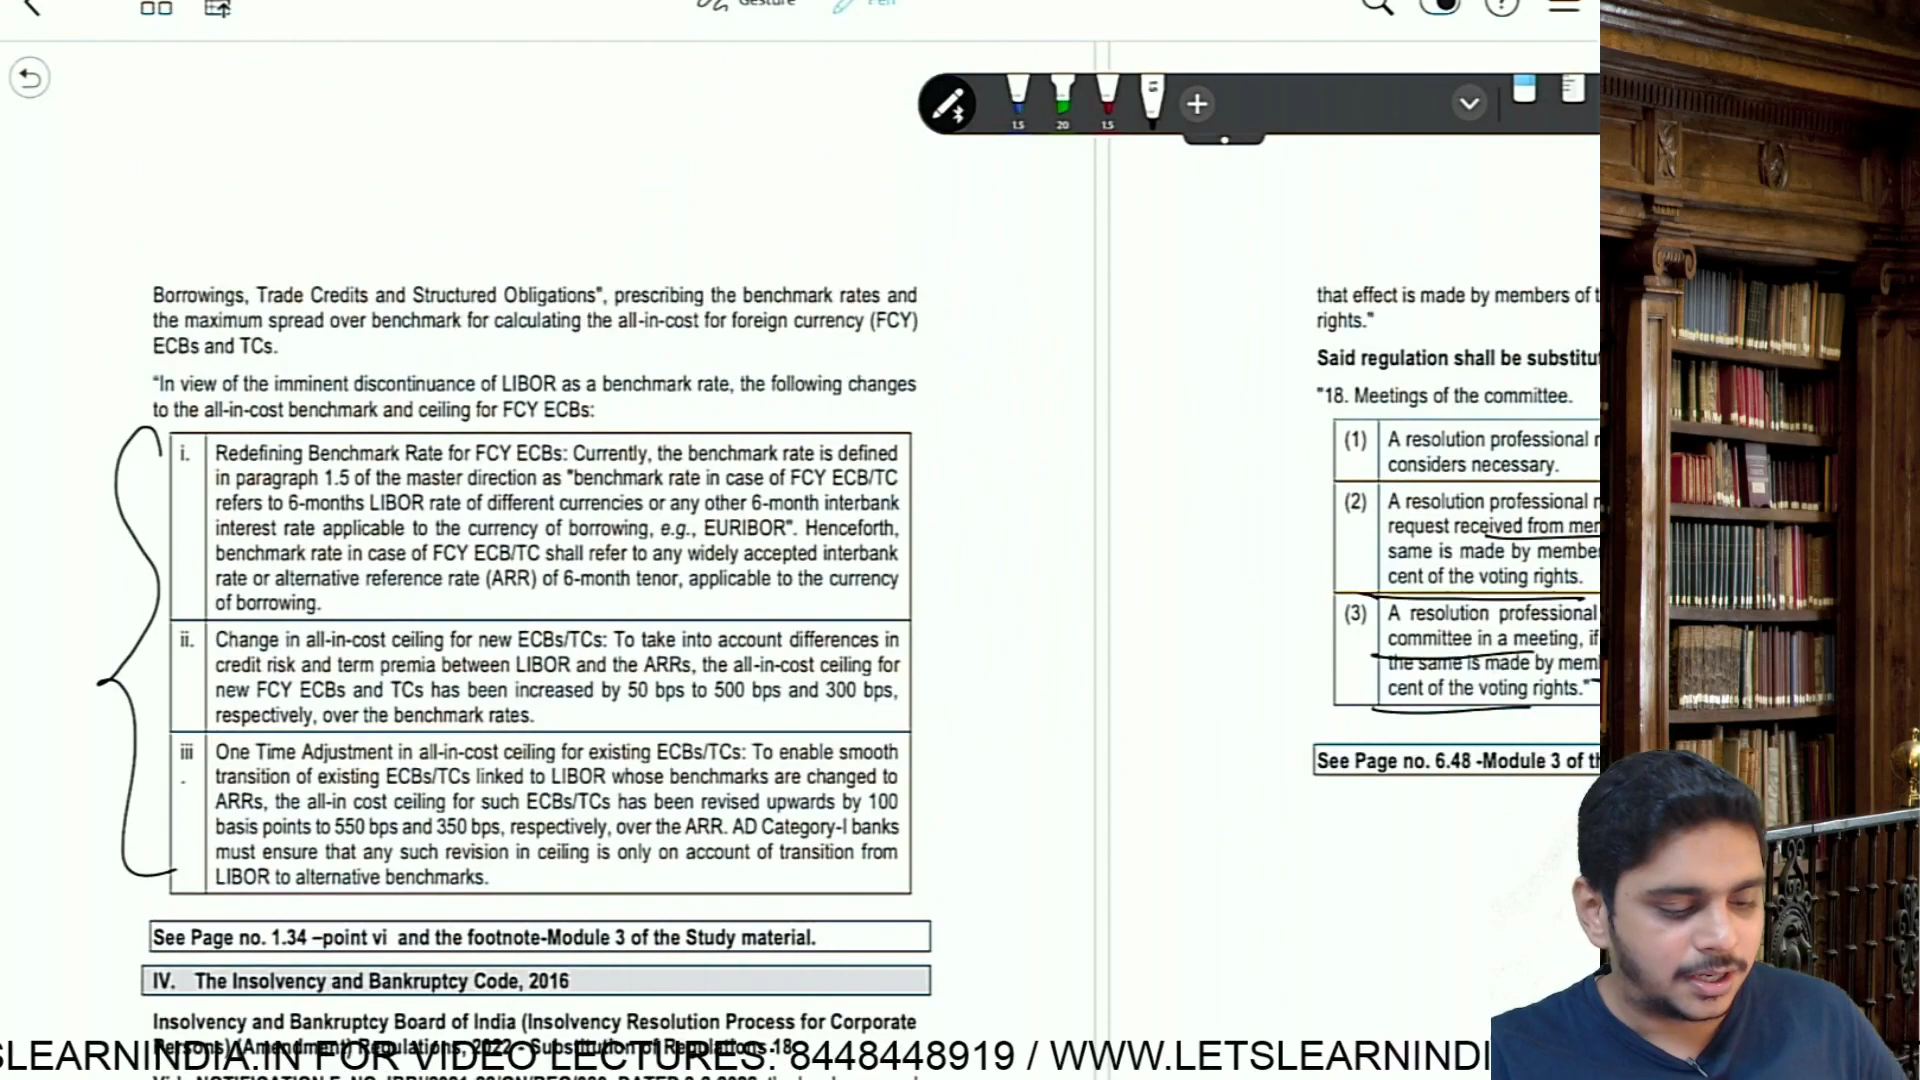 Gesture
Pen
1.5
20
1.5
1.5
Borrowings, Trade Credits and Structured Obligations", prescribing the benchmark rates and
the maximum spread over benchmark for calculating the all-in-cost for foreign currency (FCY)
ECBs and TCs.
"In view of the imminent discontinuance of LIBOR as a benchmark rate, the following changes
to the all-in-cost benchmark and ceiling for FCY ECBs:
i. Redefining Benchmark Rate for FCY ECBs: Currently, the benchmark rate is defined
in paragraph 1.5 of the master direction as "benchmark rate in case of FCY ECB/TC
refers to 6-months LIBOR rate of different currencies or any other 6-month interbank
interest rate applicable to the currency of borrowing, e.g., EURIBOR". Henceforth,
benchmark rate in case of FCY ECB/TC shall refer to any widely accepted interbank
rate or alternative reference rate (ARR) of 6-month tenor, applicable to the currency
of borrowing.
ii. Change in all-in-cost ceiling for new ECBs/TCs: To take into account differences in
credit risk and term premia between LIBOR and the ARRs, the all-in-cost ceiling for
new FCY ECBs and TCs has been increased by 50 bps to 500 bps and 300 bps,
respectively, over the benchmark rates.
iii. One Time Adjustment in all-in-cost ceiling for existing ECBs/TCs: To enable smooth
transition of existing ECBs/TCs linked to LIBOR whose benchmarks are changed to
ARRs, the all-in cost ceiling for such ECBs/TCs has been revised upwards by 100
basis points to 550 bps and 350 bps, respectively, over the ARR. AD Category-I banks
must ensure that any such revision in ceiling is only on account of transition from
LIBOR to alternative benchmarks.
See Page no. 1.34 –point vi and the footnote-Module 3 of the Study material.
IV. The Insolvency and Bankruptcy Code, 2016
Insolvency and Bankruptcy Board of India (Insolvency Resolution Process for Corporate
Persons) (Amendment) Regulations, 2022 - Substitution of Regulations 18
that effect is made by members of
rights."
Said regulation shall be
"18. Meetings of the committee.
(1) A resolution professional
considers necessary.
(2) A resolution professional
request received from
same is made by
cent of the voting rights.
(3) A resolution professional
committee in a meeting, if
the same is made by
cent of the voting rights."
See Page no. 6.48 -Module 3 of
SLEARNINDIA.IN FOR VIDEO LECTURES: 8448448919 / WWW.LETSLEARNINDI